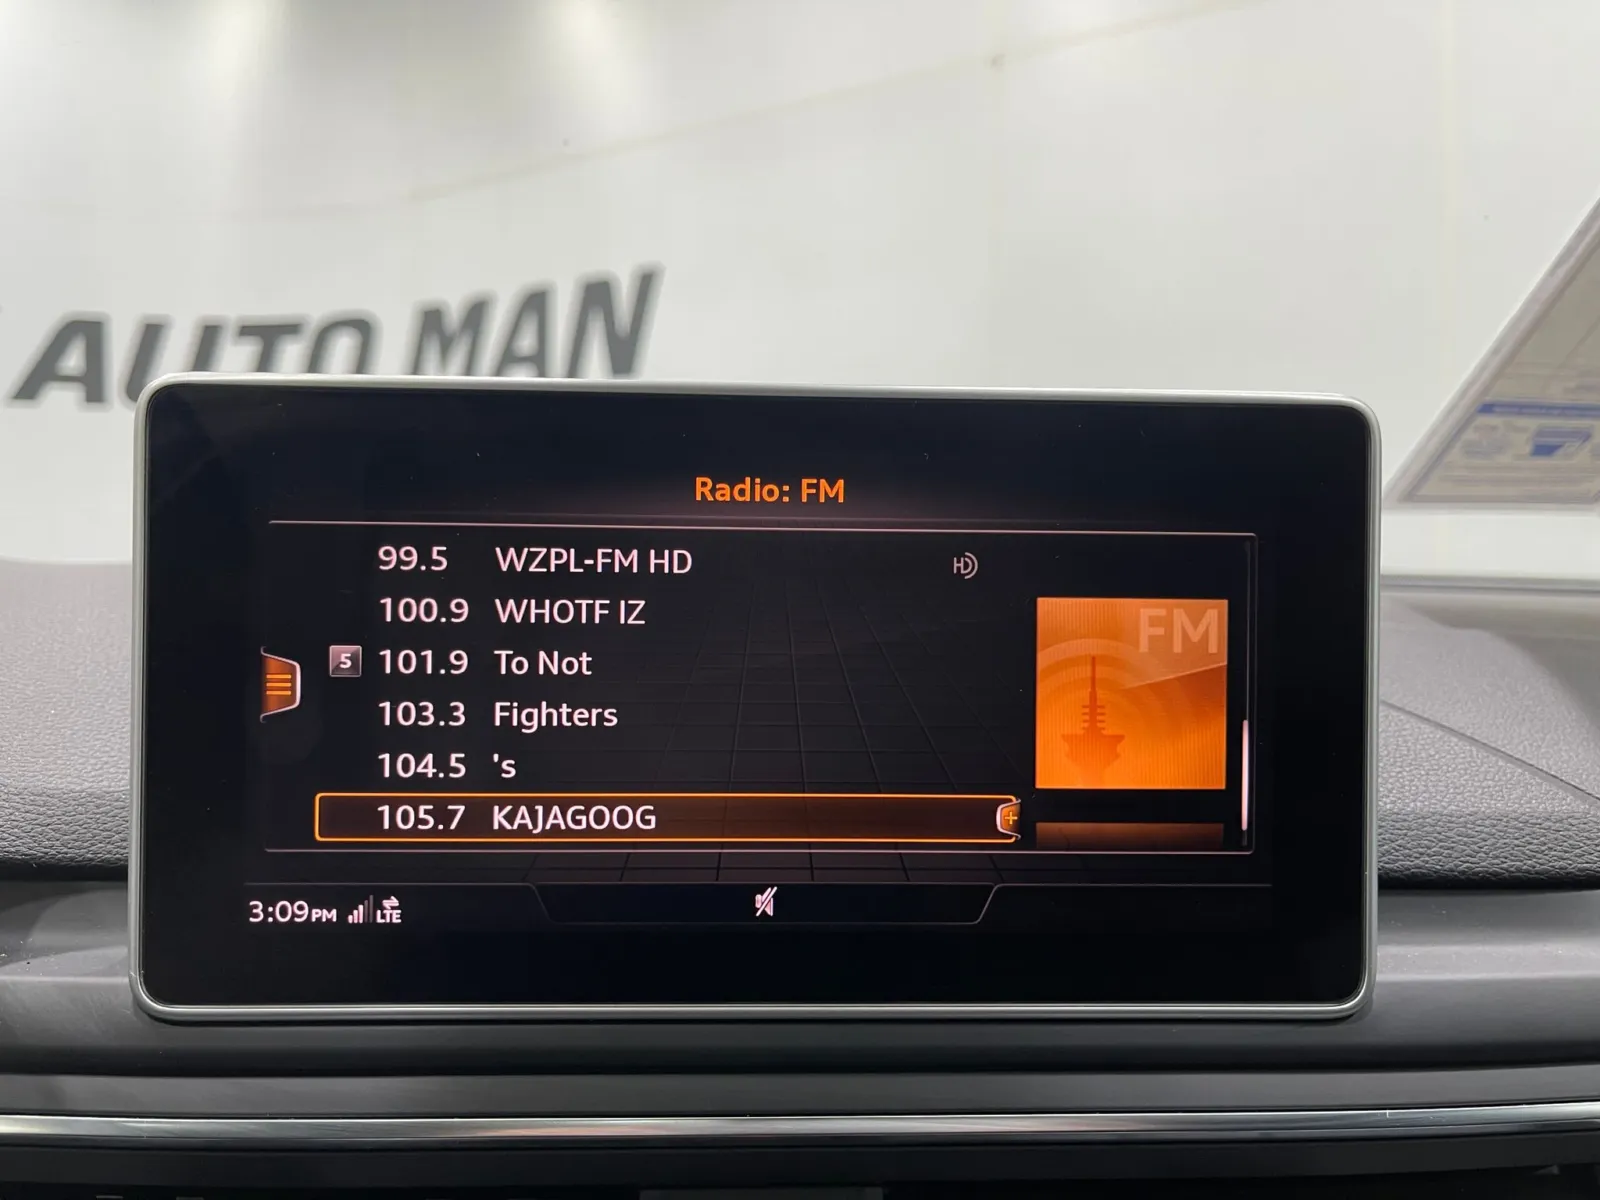 AUTO MAN
Radio: FM
99.5 WZPL-FM HD HD
100.9 WHOTF IZ
FM
5 101.9 To Not
103.3 Fighters
104.5 's
105.7 KAJAGOOG +
3:09PM LTE